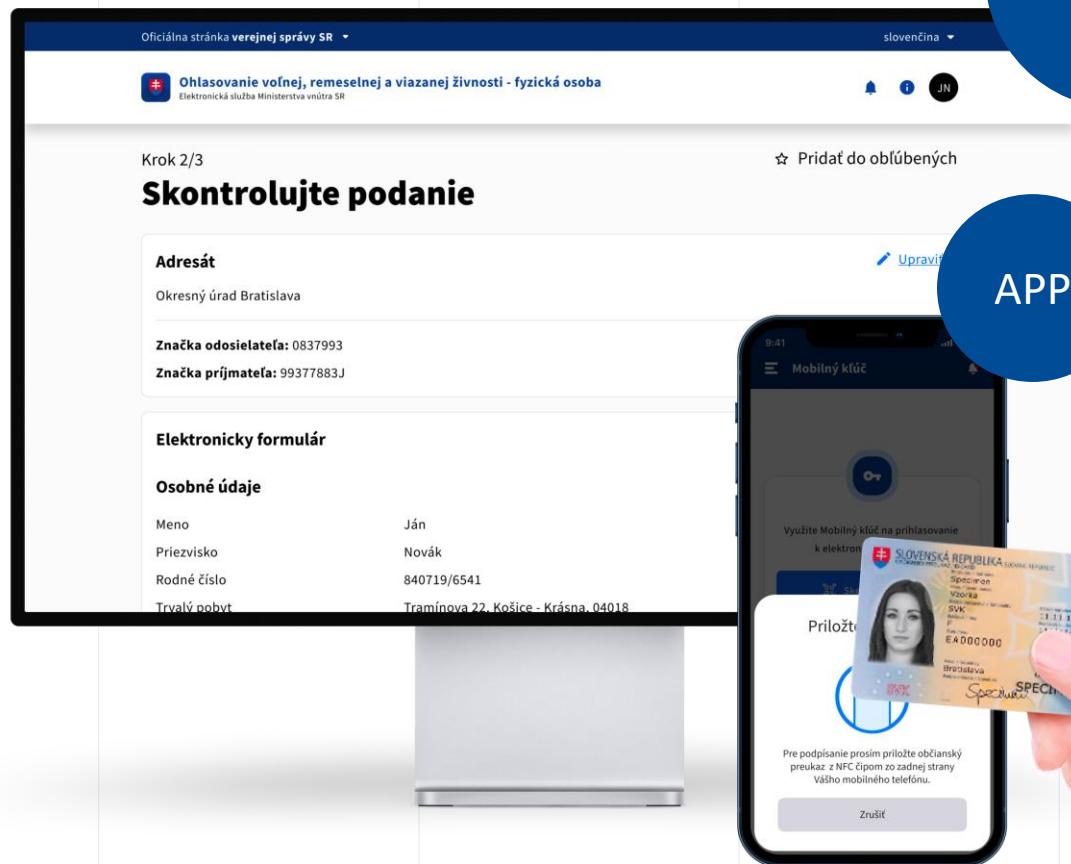 Oficiálna stránka verejnej správy SR
slovenčina
Ohlasovanie voľnej, remeselnej a viazanej živnosti - fyzická osoba
Elektronická služba Ministerstva vnútra SR
JN
Krok 2/3
Pridať do obľúbených
Skontrolujte podanie
Adresát
Upraviť
Okresný úrad Bratislava
Značka odosielateľa: 0837993
Značka príjmateľa: 99377883J
Elektronicky formulár
Osobné údaje
Meno Ján
Priezvisko Novák
Rodné číslo 840719/6541
Trvalý pobyt Tramínova 22, Košice - Krásna, 04018
APP
9:41
Mobilný kľúč
Využite Mobilný kľúč na prihlasovanie
k elektron
Priložte
SLOVENSKÁ REPUBLIKA
Specimen
Vzorka
SVK
F
EA000000
Bratislava
SVK
Pre podpísanie prosím priložte občianský
preukaz z NFC čipom zo zadnej strany
Vášho mobilného telefónu.
Zrušiť